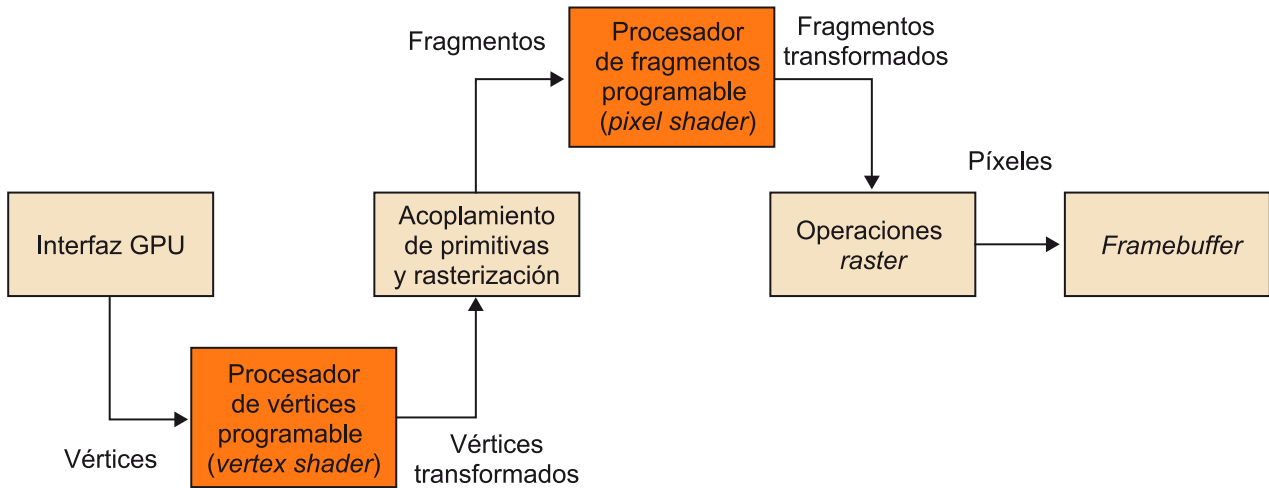 Interfaz GPU
Vértices
Procesador
de vértices
programable
(vertex shader)
Vértices
transformados
Acoplamiento
de primitivas
y rasterización
Fragmentos
Procesador
de fragmentos
programable
(pixel shader)
Fragmentos
transformados
Operaciones
raster
Píxeles
Framebuffer